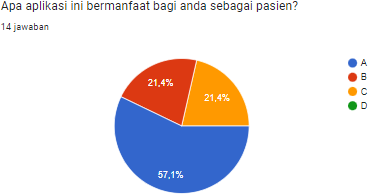 Apa aplikasi ini bermanfaat bagi anda sebagai pasien?
14 jawaban
A
B
C
D
21,4%
21,4%
57,1%